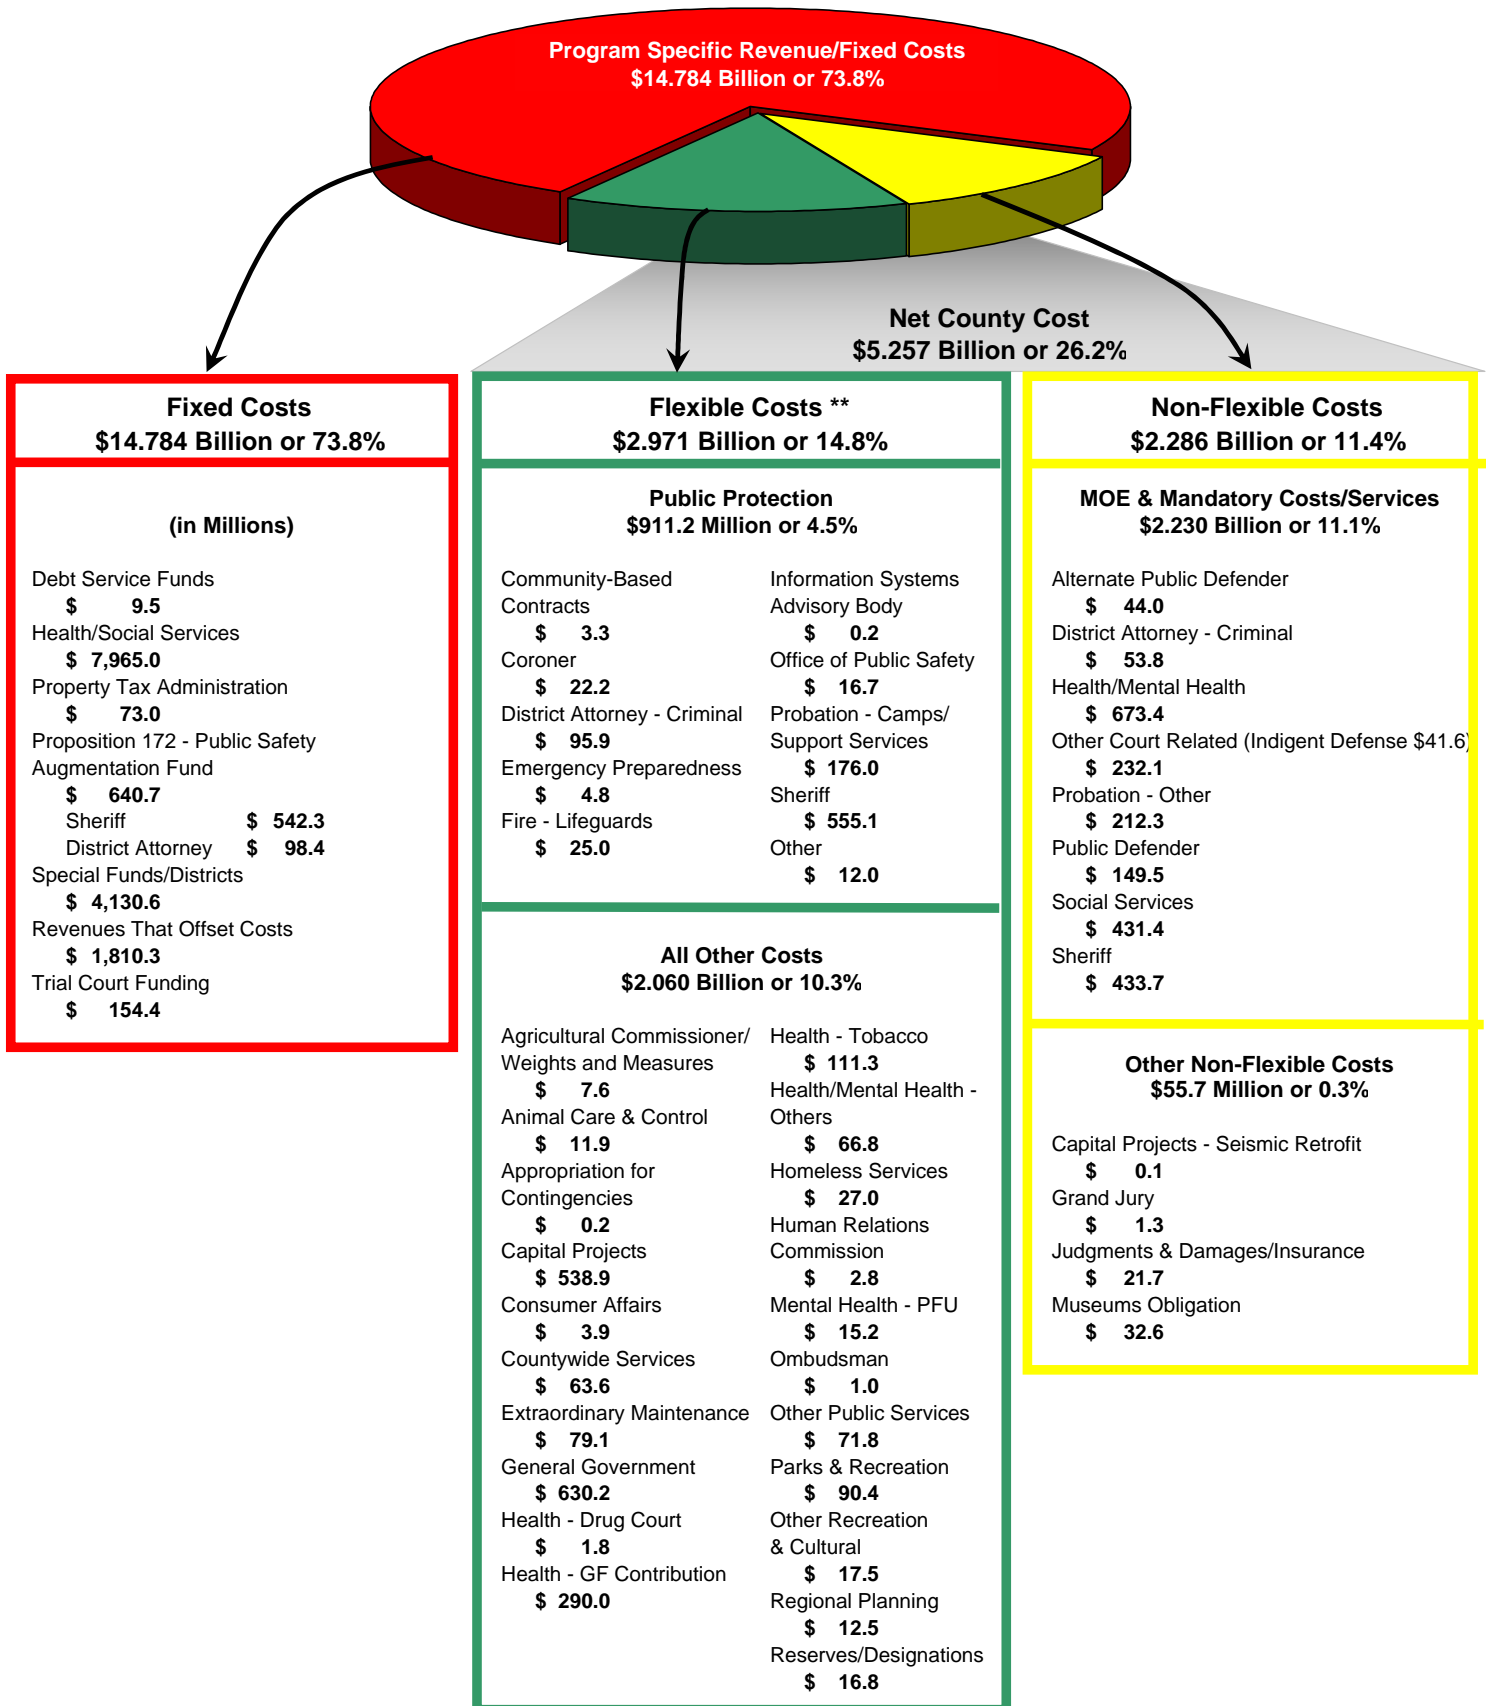 Program Specific Revenue/Fixed Costs
$14.784 Billion or 73.8%
Net County Cost
$5.257 Billion or 26.2%
Fixed Costs
$14.784 Billion or 73.8%
(in Millions)
Debt Service Funds
$ 9.5
Health/Social Services
$ 7,965.0
Property Tax Administration
$ 73.0
Proposition 172 - Public Safety
Augmentation Fund
$ 640.7
Sheriff $ 542.3
District Attorney $ 98.4
Special Funds/Districts
$ 4,130.6
Revenues That Offset Costs
$ 1,810.3
Trial Court Funding
$ 154.4
Flexible Costs **
$2.971 Billion or 14.8%
Public Protection
$911.2 Million or 4.5%
Community-Based
Contracts
$ 3.3
Coroner
$ 22.2
District Attorney - Criminal
$ 95.9
Emergency Preparedness
$ 4.8
Fire - Lifeguards
$ 25.0
Information Systems
Advisory Body
$ 0.2
Office of Public Safety
$ 16.7
Probation - Camps/
Support Services
$ 176.0
Sheriff
$ 555.1
Other
$ 12.0
All Other Costs
$2.060 Billion or 10.3%
Agricultural Commissioner/
Weights and Measures
$ 7.6
Animal Care & Control
$ 11.9
Appropriation for
Contingencies
$ 0.2
Capital Projects
$ 538.9
Consumer Affairs
$ 3.9
Countywide Services
$ 63.6
Extraordinary Maintenance
$ 79.1
General Government
$ 630.2
Health - Drug Court
$ 1.8
Health - GF Contribution
$ 290.0
Health - Tobacco
$ 111.3
Health/Mental Health -
Others
$ 66.8
Homeless Services
$ 27.0
Human Relations
Commission
$ 2.8
Mental Health - PFU
$ 15.2
Ombudsman
$ 1.0
Other Public Services
$ 71.8
Parks & Recreation
$ 90.4
Other Recreation
& Cultural
$ 17.5
Regional Planning
$ 12.5
Reserves/Designations
$ 16.8
Non-Flexible Costs
$2.286 Billion or 11.4%
MOE & Mandatory Costs/Services
$2.230 Billion or 11.1%
Alternate Public Defender
$ 44.0
District Attorney - Criminal
$ 53.8
Health/Mental Health
$ 673.4
Other Court Related (Indigent Defense $41.6)
$ 232.1
Probation - Other
$ 212.3
Public Defender
$ 149.5
Social Services
$ 431.4
Sheriff
$ 433.7
Other Non-Flexible Costs
$55.7 Million or 0.3%
Capital Projects - Seismic Retrofit
$ 0.1
Grand Jury
$ 1.3
Judgments & Damages/Insurance
$ 21.7
Museums Obligation
$ 32.6